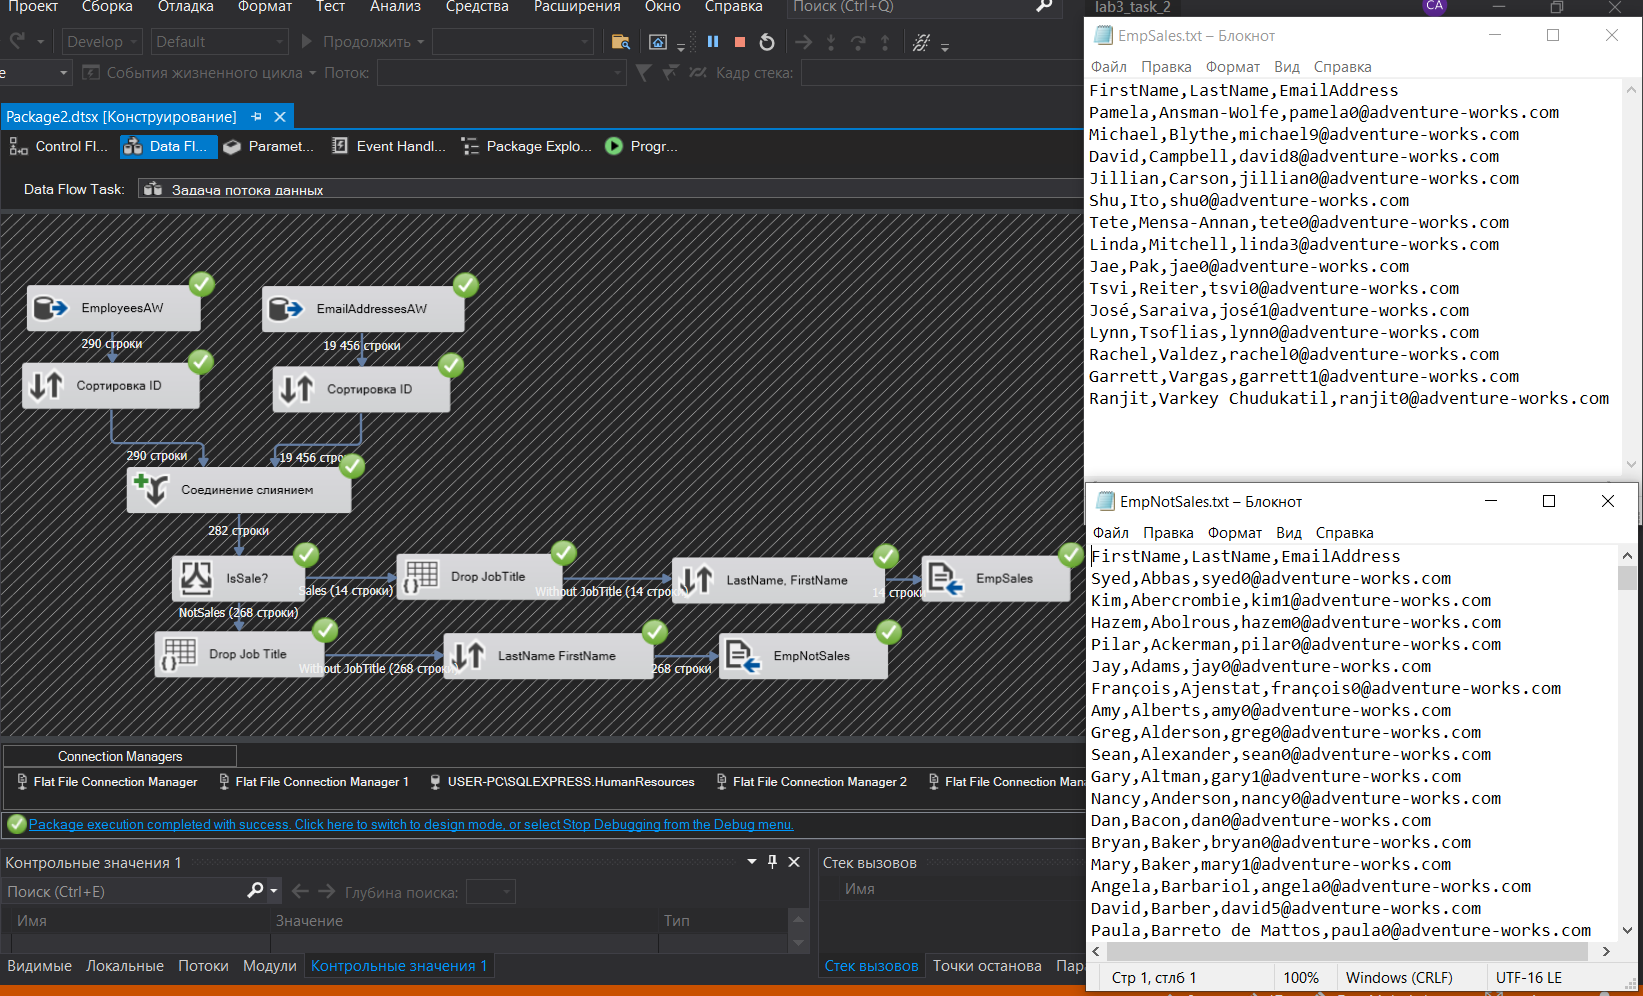 Проект Сборка Отладка Формат Тест Анализ Средства Расширения Окно Справка Поиск (Ctrl+Q)
lab3_task_2
CA
Develop Default Продолжить
События жизненного цикла Поток: Кадр стека:
Package2.dtsx [Конструирование]
Control Fl... Data Fl... Paramet... Event Handl... Package Explo... Progr...
Data Flow Task: Задача потока данных
EmployeesAW
EmailAddressesAW
290 строки
19 456 строки
Сортировка ID
Сортировка ID
290 строки
19 456 стро
Соединение слиянием
282 строки
IsSale?
Sales (14 строки)
Drop JobTitle
Without JobTitle (14 строки
LastName, FirstName
14 строки
EmpSales
NotSales (268 строки)
Drop Job Title
Without JobTitle (268 строки)
LastName FirstName
268 строки
EmpNotSales
Connection Managers
Flat File Connection Manager Flat File Connection Manager 1 USER-PC\SQLEXPRESS.HumanResources Flat File Connection Manager 2 Flat File Connection Man
Package execution completed with success. Click here to switch to design mode, or select Stop Debugging from the Debug menu.
Контрольные значения 1
Поиск (Ctrl+E) Глубина поиска:
Имя Значение Тип
Видимые Локальные Потоки Модули Контрольные значения 1
Стек вызовов
Имя
Стек вызовов Точки останова Пара
EmpSales.txt – Блокнот
Файл Правка Формат Вид Справка
FirstName,LastName,EmailAddress
Pamela,Ansman-Wolfe,pamela0@adventure-works.com
Michael,Blythe,michael9@adventure-works.com
David,Campbell,david8@adventure-works.com
Jillian,Carson,jillian0@adventure-works.com
Shu,Ito,shu0@adventure-works.com
Tete,Mensa-Annan,tete0@adventure-works.com
Linda,Mitchell,linda3@adventure-works.com
Jae,Pak,jae0@adventure-works.com
Tsvi,Reiter,tsvi0@adventure-works.com
José,Saraiva,josé1@adventure-works.com
Lynn,Tsoflias,lynn0@adventure-works.com
Rachel,Valdez,rachel0@adventure-works.com
Garrett,Vargas,garrett1@adventure-works.com
Ranjit,Varkey Chudukatil,ranjit0@adventure-works.com
EmpNotSales.txt – Блокнот
Файл Правка Формат Вид Справка
FirstName,LastName,EmailAddress
Syed,Abbas,syed0@adventure-works.com
Kim,Abercrombie,kim1@adventure-works.com
Hazem,Abolrous,hazem0@adventure-works.com
Pilar,Ackerman,pilar0@adventure-works.com
Jay,Adams,jay0@adventure-works.com
François,Ajenstat,françois0@adventure-works.com
Amy,Alberts,amy0@adventure-works.com
Greg,Alderson,greg0@adventure-works.com
Sean,Alexander,sean0@adventure-works.com
Gary,Altman,gary1@adventure-works.com
Nancy,Anderson,nancy0@adventure-works.com
Dan,Bacon,dan0@adventure-works.com
Bryan,Baker,bryan0@adventure-works.com
Mary,Baker,mary1@adventure-works.com
Angela,Barbariol,angela0@adventure-works.com
David,Barber,david5@adventure-works.com
Paula,Barreto de Mattos,paula0@adventure-works.com
Стр 1, стлб 1 100% Windows (CRLF) UTF-16 LE